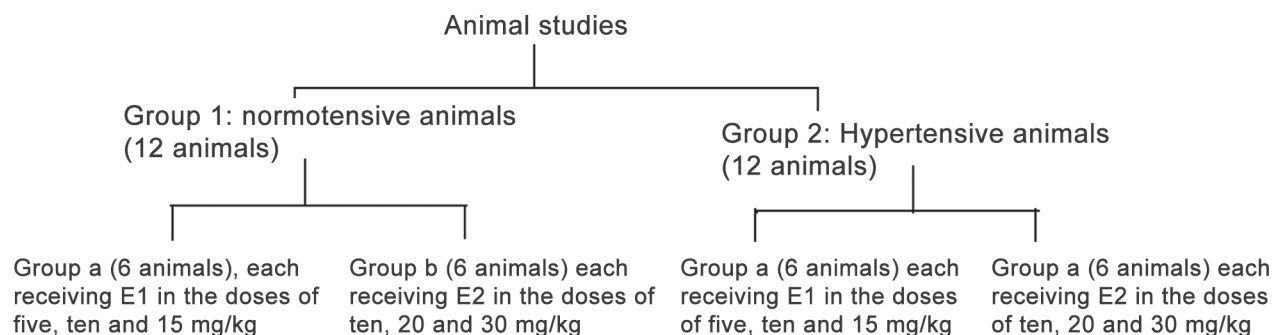 Animal studies
Group 1: normotensive animals
(12 animals)
Group 2: Hypertensive animals
(12 animals)
Group a (6 animals), each
receiving E1 in the doses of
five, ten and 15 mg/kg
Group b (6 animals) each
receiving E2 in the doses of
ten, 20 and 30 mg/kg
Group a (6 animals) each
receiving E1 in the doses
of five, ten and 15 mg/kg
Group a (6 animals) each
receiving E2 in the doses
of ten, 20 and 30 mg/kg